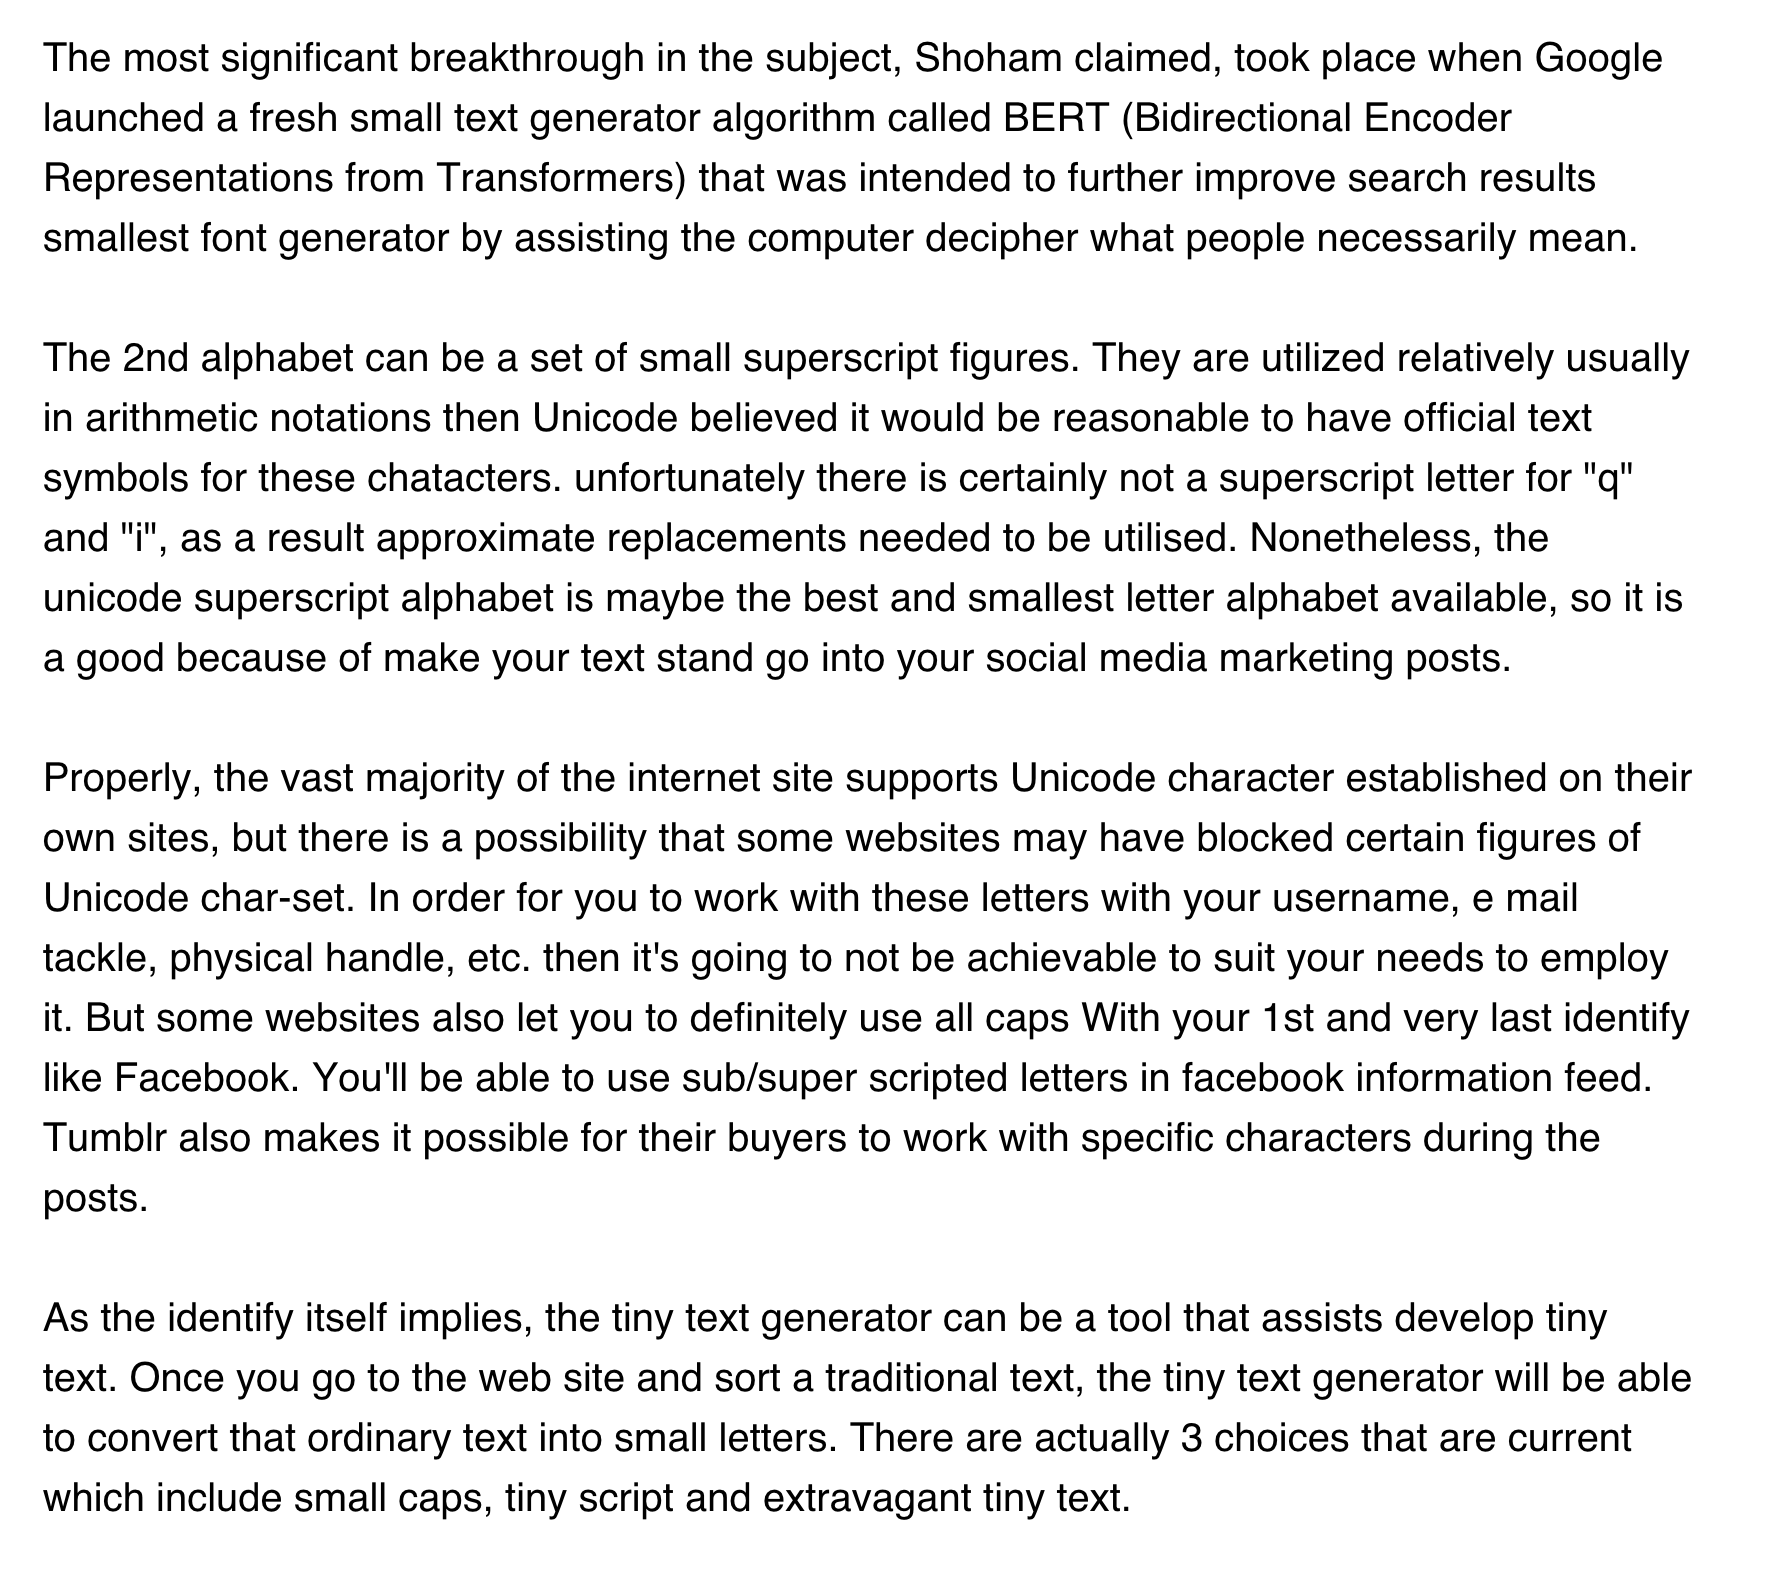 The most significant breakthrough in the subject, Shoham claimed, took place when Google
launched a fresh small text generator algorithm called BERT (Bidirectional Encoder
Representations from Transformers) that was intended to further improve search results
smallest font generator by assisting the computer decipher what people necessarily mean.
The 2nd alphabet can be a set of small superscript figures. They are utilized relatively usually
in arithmetic notations then Unicode believed it would be reasonable to have official text
symbols for these chatacters. unfortunately there is certainly not a superscript letter for "q"
and "i", as a result approximate replacements needed to be utilised. Nonetheless, the
unicode superscript alphabet is maybe the best and smallest letter alphabet available, so it is
a good because of make your text stand go into your social media marketing posts.
Properly, the vast majority of the internet site supports Unicode character established on their
own sites, but there is a possibility that some websites may have blocked certain figures of
Unicode char-set. In order for you to work with these letters with your username, e mail
tackle, physical handle, etc. then it's going to not be achievable to suit your needs to employ
it. But some websites also let you to definitely use all caps With your 1st and very last identify
like Facebook. You'll be able to use sub/super scripted letters in facebook information feed.
Tumblr also makes it possible for their buyers to work with specific characters during the
posts.
As the identify itself implies, the tiny text generator can be a tool that assists develop tiny
text. Once you go to the web site and sort a traditional text, the tiny text generator will be able
to convert that ordinary text into small letters. There are actually 3 choices that are current
which include small caps, tiny script and extravagant tiny text.